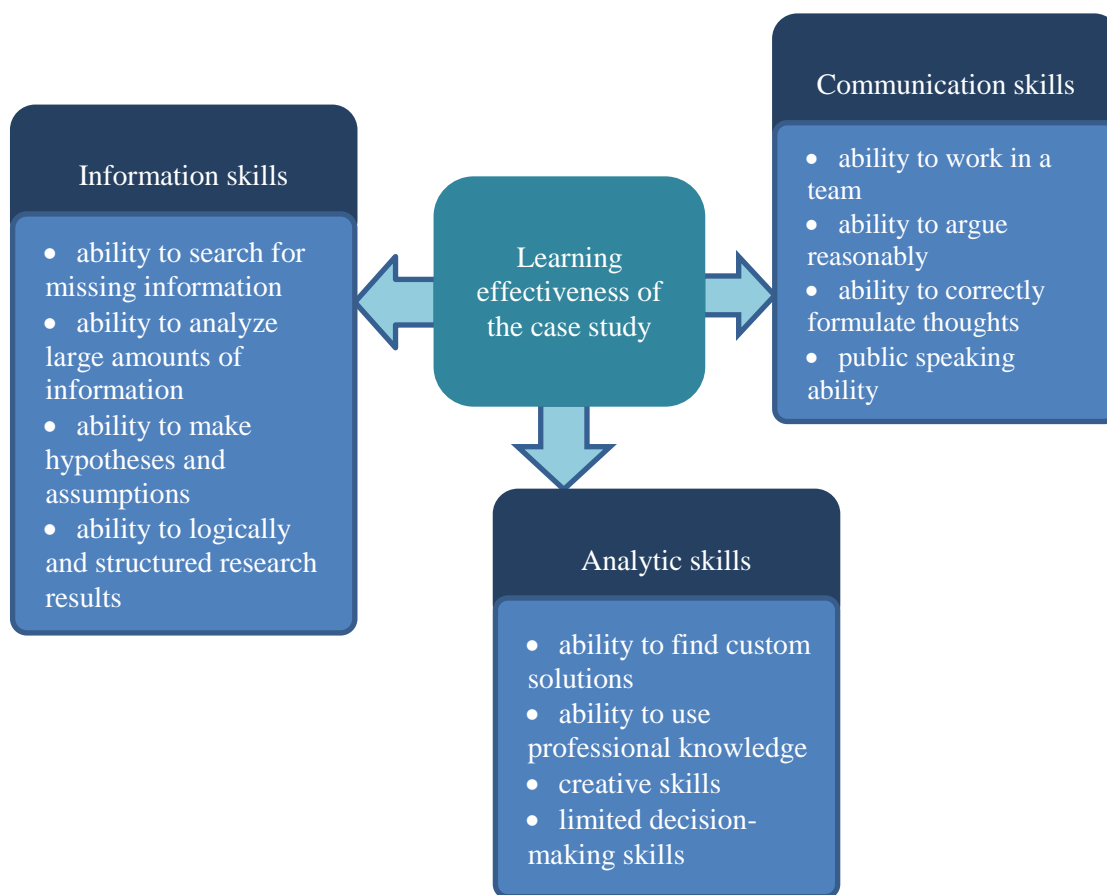 Information skills
• ability to search for
missing information
• ability to analyze
large amounts of
information
• ability to make
hypotheses and
assumptions
• ability to logically
and structured research
results
Learning
effectiveness of
the case study
Communication skills
• ability to work in a
team
• ability to argue
reasonably
• ability to correctly
formulate thoughts
• public speaking
ability
Analytic skills
• ability to find custom
solutions
• ability to use
professional knowledge
• creative skills
• limited decision-
making skills